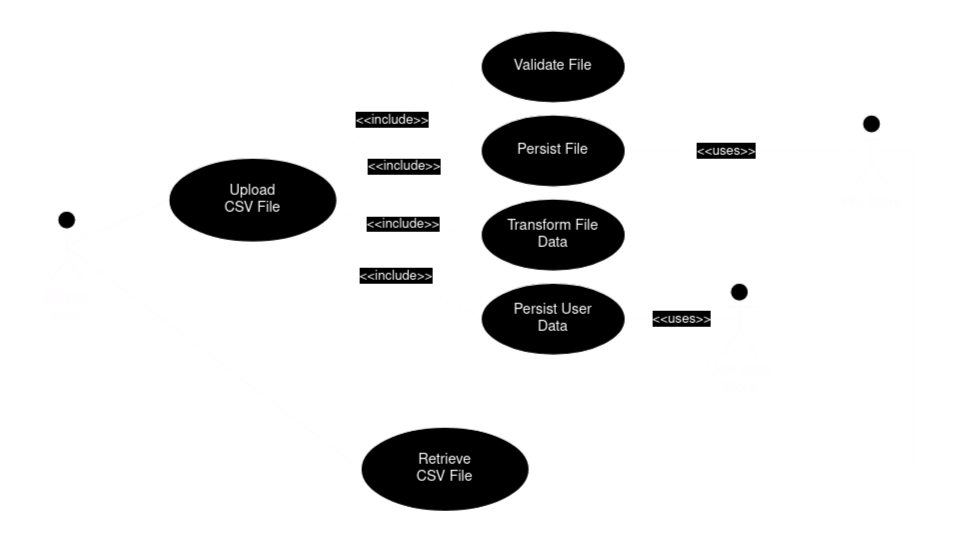 Validate File
<<include>>
Persist File
<<uses>>
<<include>>
Upload
CSV File
Transform File
Data
<<include>>
<<include>>
Persist User
Data
<<uses>>
Retrieve
CSV File